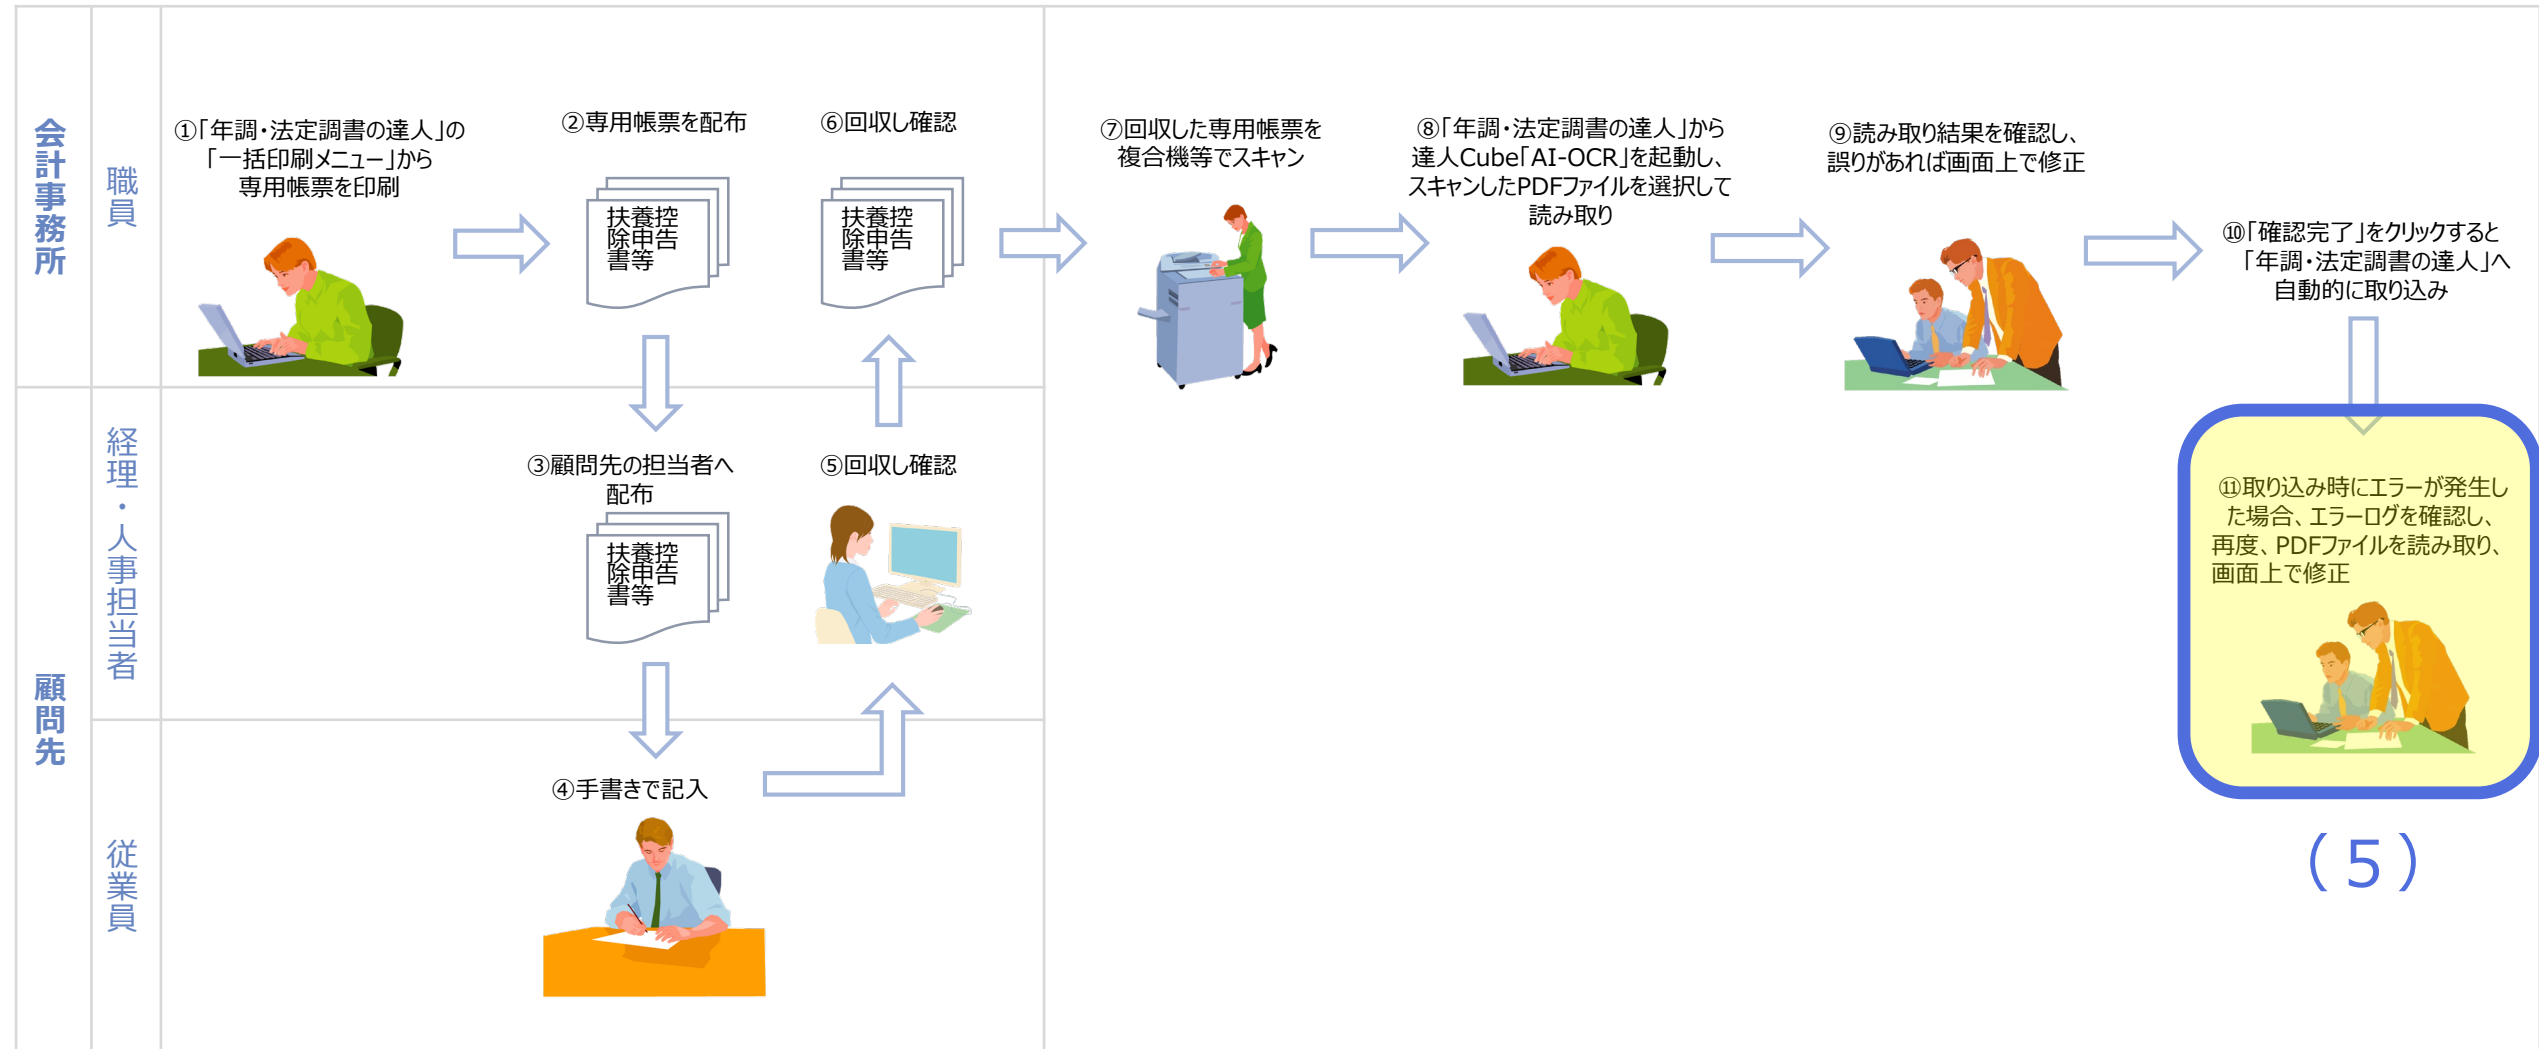 会計事務所
職員
①「年調・法定調書の達人」の
「一括印刷メニュー」から
専用帳票を印刷
②専用帳票を配布
扶養控
除申告
書等
⑥回収し確認
扶養控
除申告
書等
⑦回収した専用帳票を
複合機等でスキャン
⑧「年調・法定調書の達人」から
達人Cube「AI-OCR」を起動し、
スキャンしたPDFファイルを選択して
読み取り
⑨読み取り結果を確認し、
誤りがあれば画面上で修正
⑩「確認完了」をクリックすると
「年調・法定調書の達人」へ
自動的に取り込み
顧問先
経理・人事担当者
③顧問先の担当者へ
配布
扶養控
除申告
書等
⑤回収し確認
⑪取り込み時にエラーが発生し
た場合、エラーログを確認し、
再度、PDFファイルを読み取り、
画面上で修正
従業員
④手書きで記入
（５）